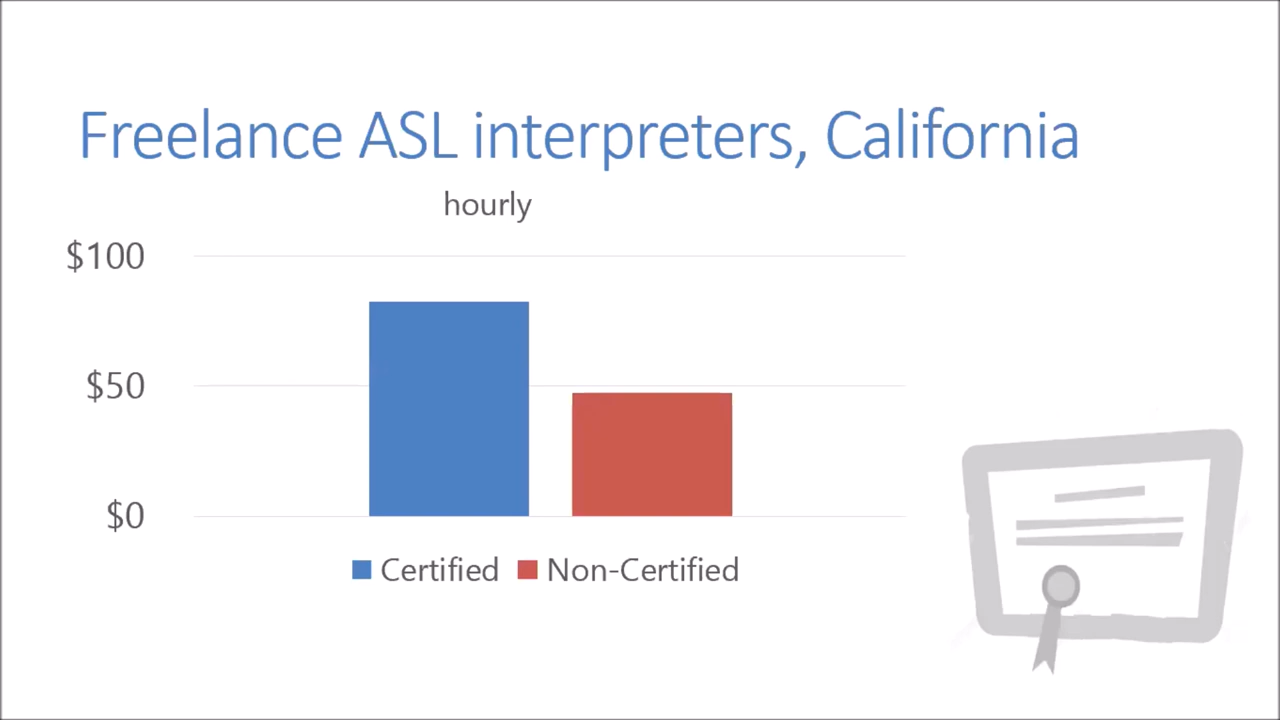 Freelance ASL interpreters, California
hourly
$100
$50
$0
Certified Non-Certified